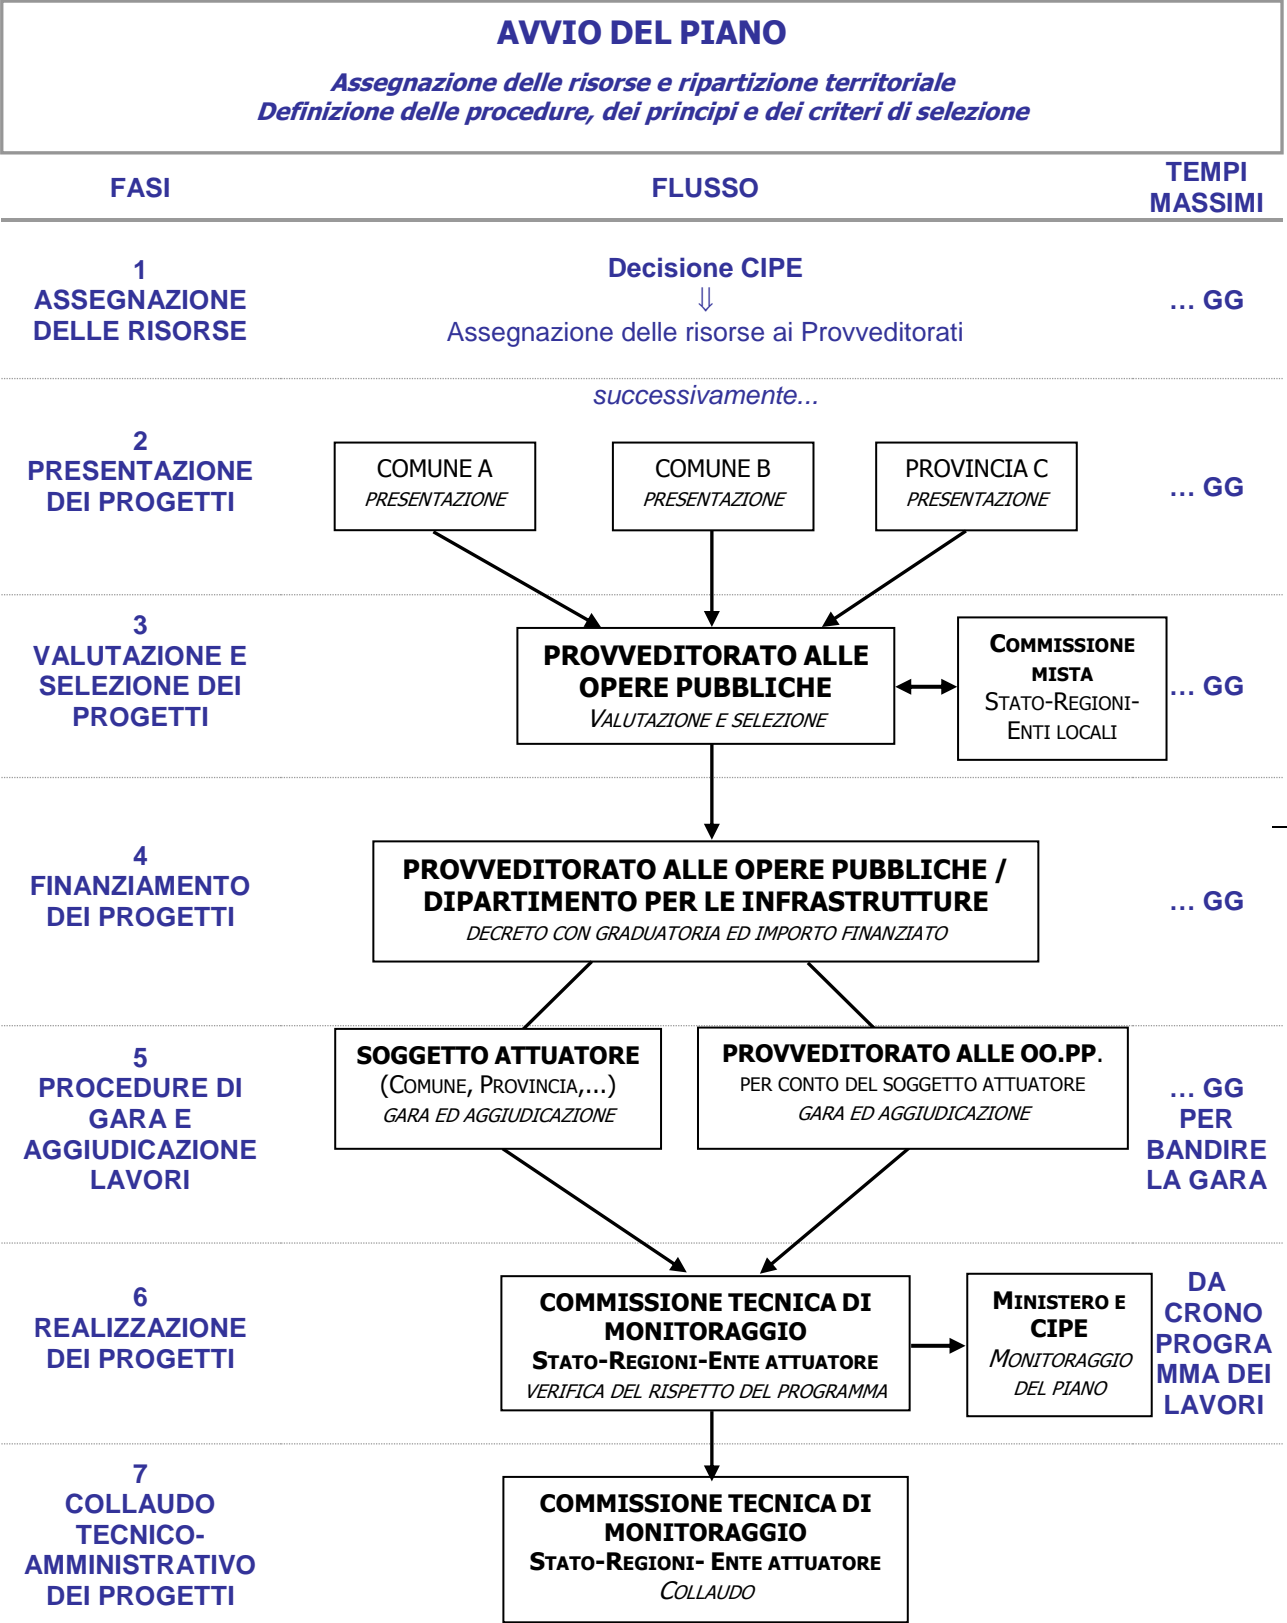 AVVIO DEL PIANO
Assegnazione delle risorse e ripartizione territoriale
Definizione delle procedure, dei principi e dei criteri di selezione
FASI
FLUSSO
TEMPI
MASSIMI
1
ASSEGNAZIONE
DELLE RISORSE
Decisione CIPE
⇓
Assegnazione delle risorse ai Provveditorati
… GG
successivamente...
2
PRESENTAZIONE
DEI PROGETTI
COMUNE A
PRESENTAZIONE
COMUNE B
PRESENTAZIONE
PROVINCIA C
PRESENTAZIONE
… GG
3
VALUTAZIONE E
SELEZIONE DEI
PROGETTI
PROVVEDITORATO ALLE
OPERE PUBBLICHE
VALUTAZIONE E SELEZIONE
COMMISSIONE
MISTA
STATO-REGIONI-
ENTI LOCALI
… GG
4
FINANZIAMENTO
DEI PROGETTI
PROVVEDITORATO ALLE OPERE PUBBLICHE /
DIPARTIMENTO PER LE INFRASTRUTTURE
DECRETO CON GRADUATORIA ED IMPORTO FINANZIATO
… GG
5
PROCEDURE DI
GARA E
AGGIUDICAZIONE
LAVORI
SOGGETTO ATTUATORE
(COMUNE, PROVINCIA,...)
GARA ED AGGIUDICAZIONE
PROVVEDITORATO ALLE OO.PP.
PER CONTO DEL SOGGETTO ATTUATORE
GARA ED AGGIUDICAZIONE
… GG
PER
BANDIRE
LA GARA
6
REALIZZAZIONE
DEI PROGETTI
COMMISSIONE TECNICA DI
MONITORAGGIO
STATO-REGIONI-ENTE ATTUATORE
VERIFICA DEL RISPETTO DEL PROGRAMMA
MINISTERO E
CIPE
MONITORAGGIO
DEL PIANO
DA
CRONO
PROGRA
MMA DEI
LAVORI
7
COLLAUDO
TECNICO-
AMMINISTRATIVO
DEI PROGETTI
COMMISSIONE TECNICA DI
MONITORAGGIO
STATO-REGIONI- ENTE ATTUATORE
COLLAUDO